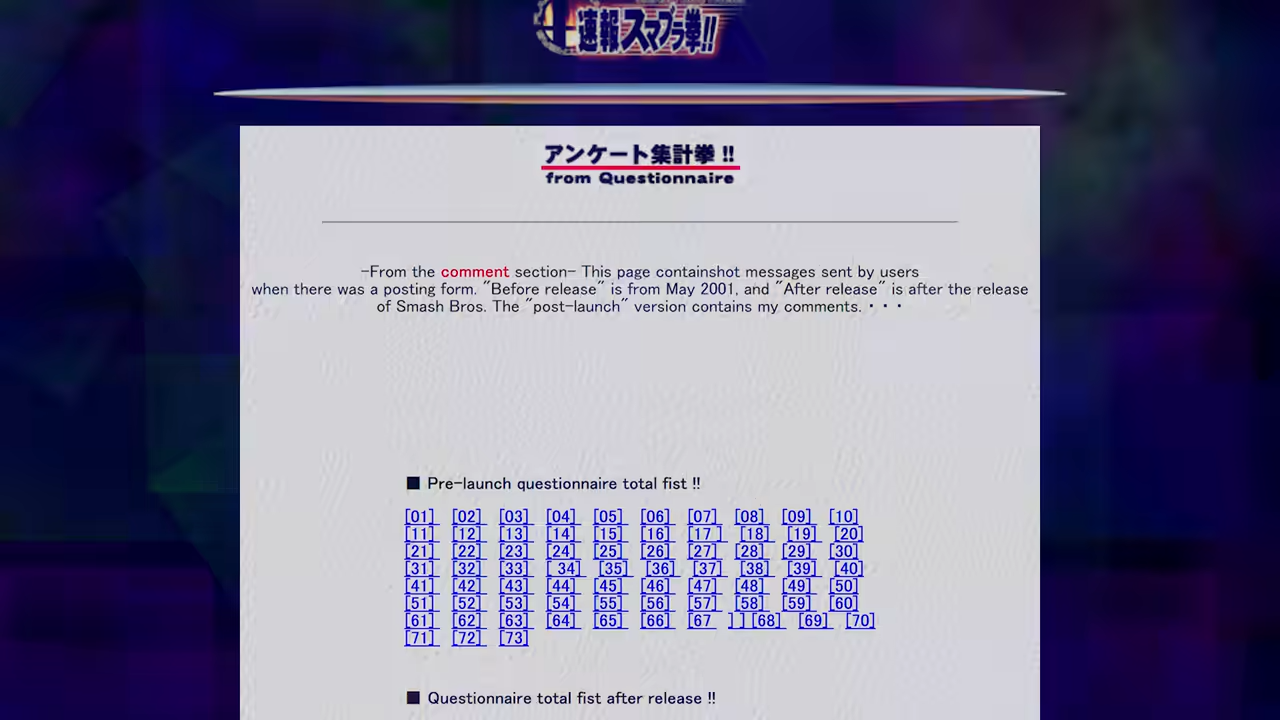 速報スマブラ拳!!
アンケート集計拳!!
from Questionnaire
-From the comment section- This page containshot messages sent by users
when there was a posting form. "Before release" is from May 2001, and "After release" is after the release
of Smash Bros. The "post-launch" version contains my comments. ・・・
■ Pre-launch questionnaire total fist !!
[01] [02] [03] [04] [05] [06] [07] [08] [09] [10]
[11] [12] [13] [14] [15] [16] [17 ] [18] [19] [20]
[21] [22] [23] [24] [25] [26] [27] [28] [29] [30]
[31] [32] [33] [ 34] [35] [36] [37] [38] [39] [40]
[41] [42] [43] [44] [45] [46] [47] [48] [49] [50]
[51] [52] [53] [54] [55] [56] [57] [58] [59] [60]
[61] [62] [63] [64] [65] [66] [67 ] ] [68] [69] [70]
[71] [72] [73]
■ Questionnaire total fist after release !!